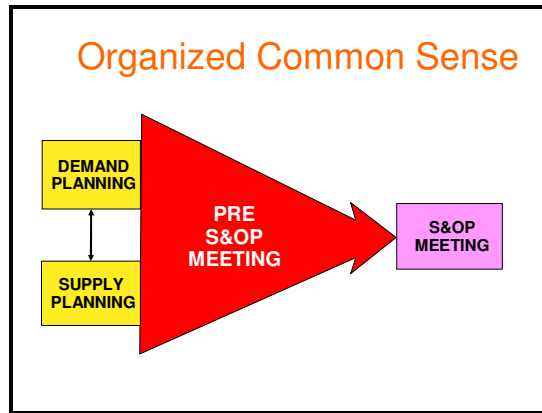 Organized Common Sense
DEMAND
PLANNING
PRE
S&OP
MEETING
S&OP
MEETING
SUPPLY
PLANNING